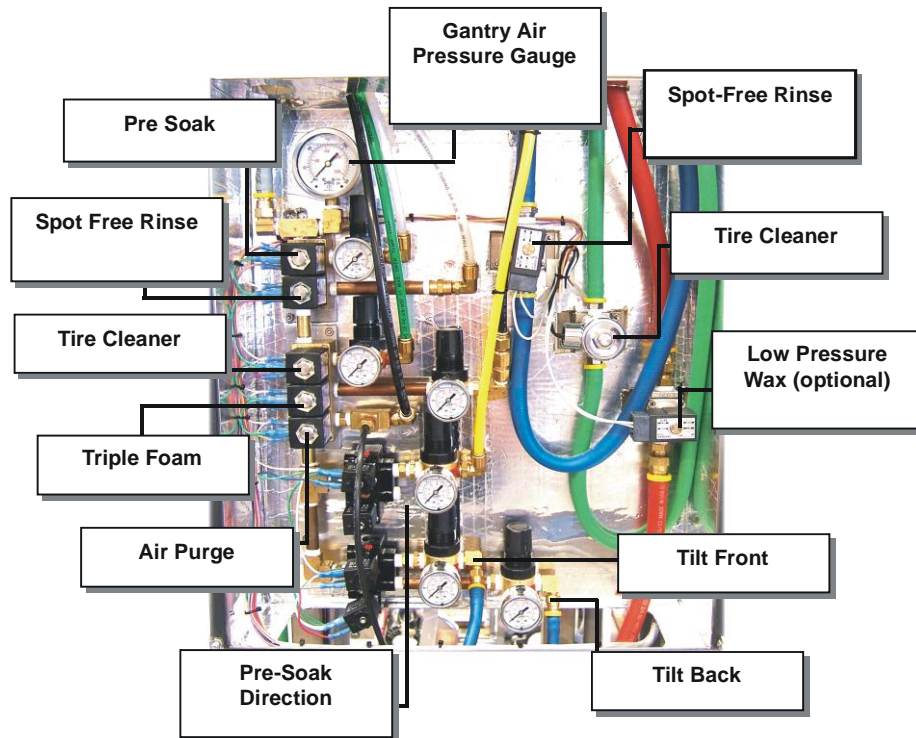 Gantry Air
Pressure Gauge
Spot-Free Rinse
Pre Soak
Spot Free Rinse
Tire Cleaner
Tire Cleaner
Low Pressure
Wax (optional)
Triple Foam
Air Purge
Tilt Front
Pre-Soak
Direction
Tilt Back